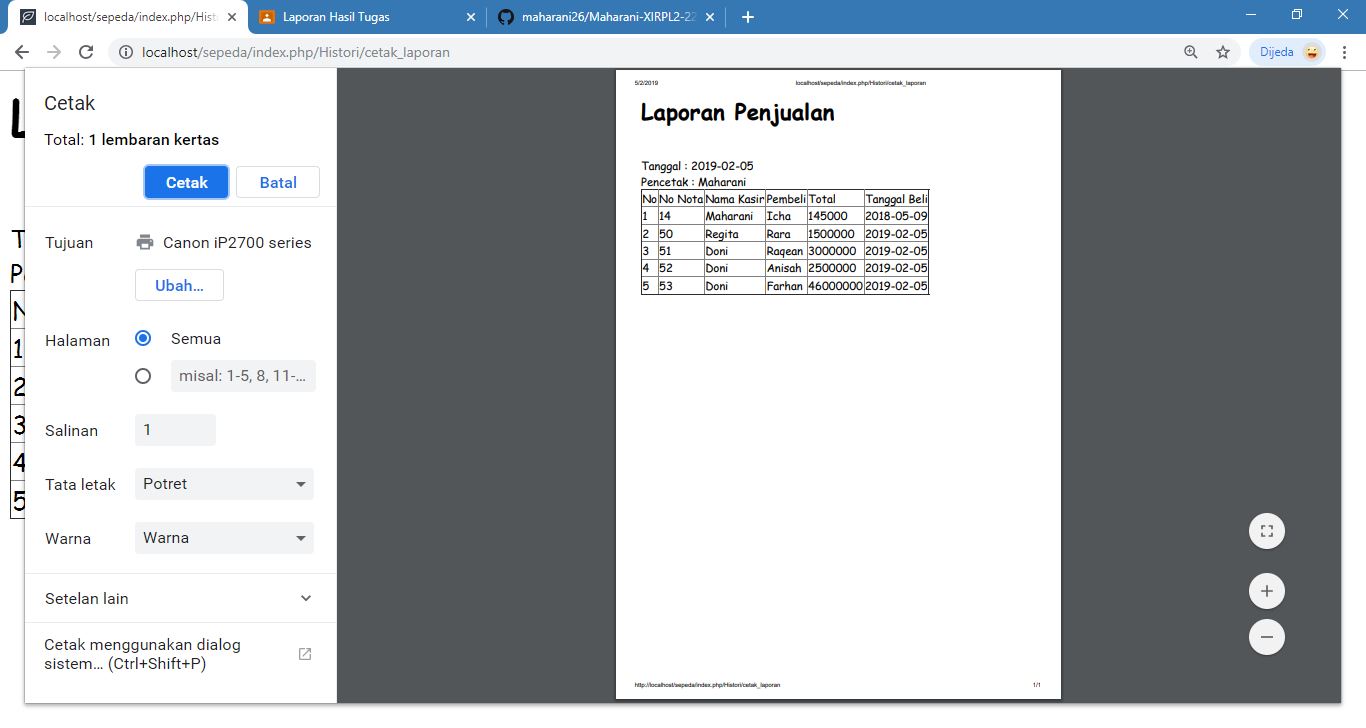 localhost/sepeda/index.php/Histo
Laporan Hasil Tugas
maharani26/Maharani-XIRPL2-22
localhost/sepeda/index.php/Histori/cetak_laporan
Dijeda
Cetak
Total: 1 lembaran kertas
Cetak Batal
Tujuan Canon iP2700 series
Ubah...
Halaman Semua
misal: 1-5, 8, 11-...
Salinan 1
Tata letak Potret
Warna Warna
Setelan lain
Cetak menggunakan dialog
sistem... (Ctrl+Shift+P)
5/2/2019 localhost/sepeda/index.php/Histori/cetak_laporan
Laporan Penjualan
Tanggal : 2019-02-05
Pencetak : Maharani
No No Nota Nama Kasir Pembeli Total Tanggal Beli
1 14 Maharani Icha 145000 2018-05-09
2 50 Regita Rara 1500000 2019-02-05
3 51 Doni Raqean 3000000 2019-02-05
4 52 Doni Anisah 2500000 2019-02-05
5 53 Doni Farhan 46000000 2019-02-05
http://localhost/sepeda/index.php/Histori/cetak_laporan 1/1
L
T
P
N
1
2
3
4
5